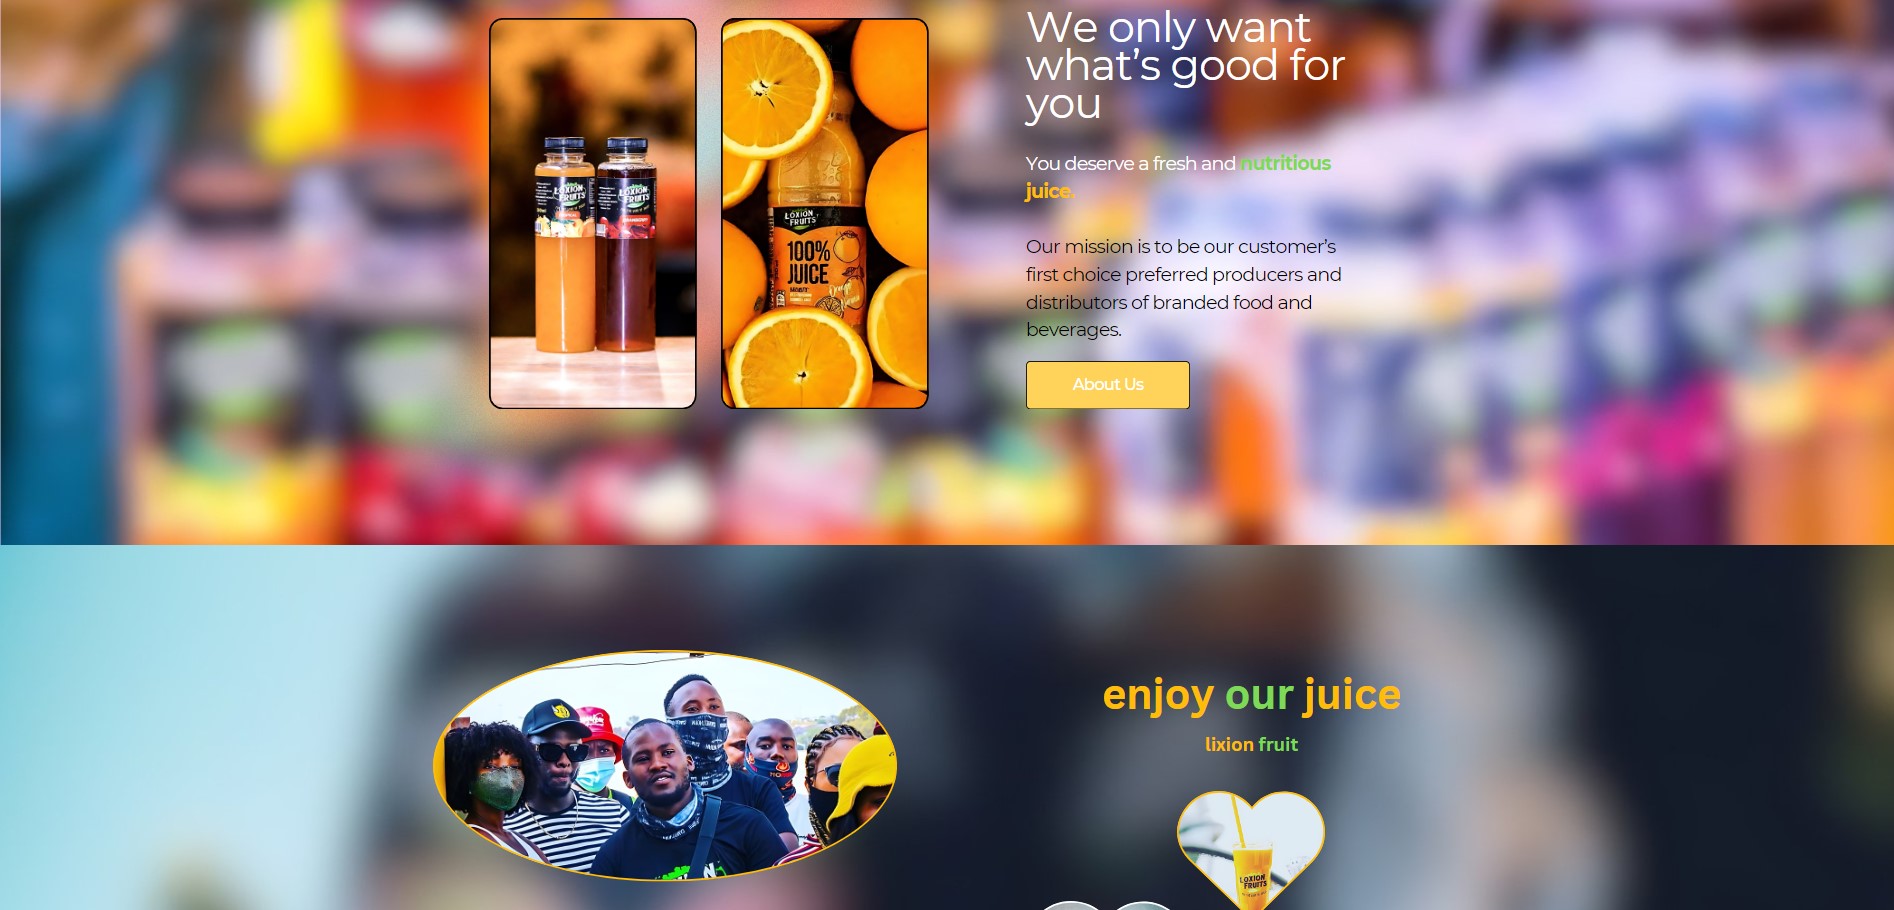 We only want
what’s good for
you
You deserve a fresh and nutritious
juice.
Our mission is to be our customer’s
first choice preferred producers and
distributors of branded food and
beverages.
About Us
LOXION
FRUITS
LOXION
FRUITS
LOXION
FRUITS
100%
JUICE
enjoy our juice
lixion fruit
LOXION
FRUITS